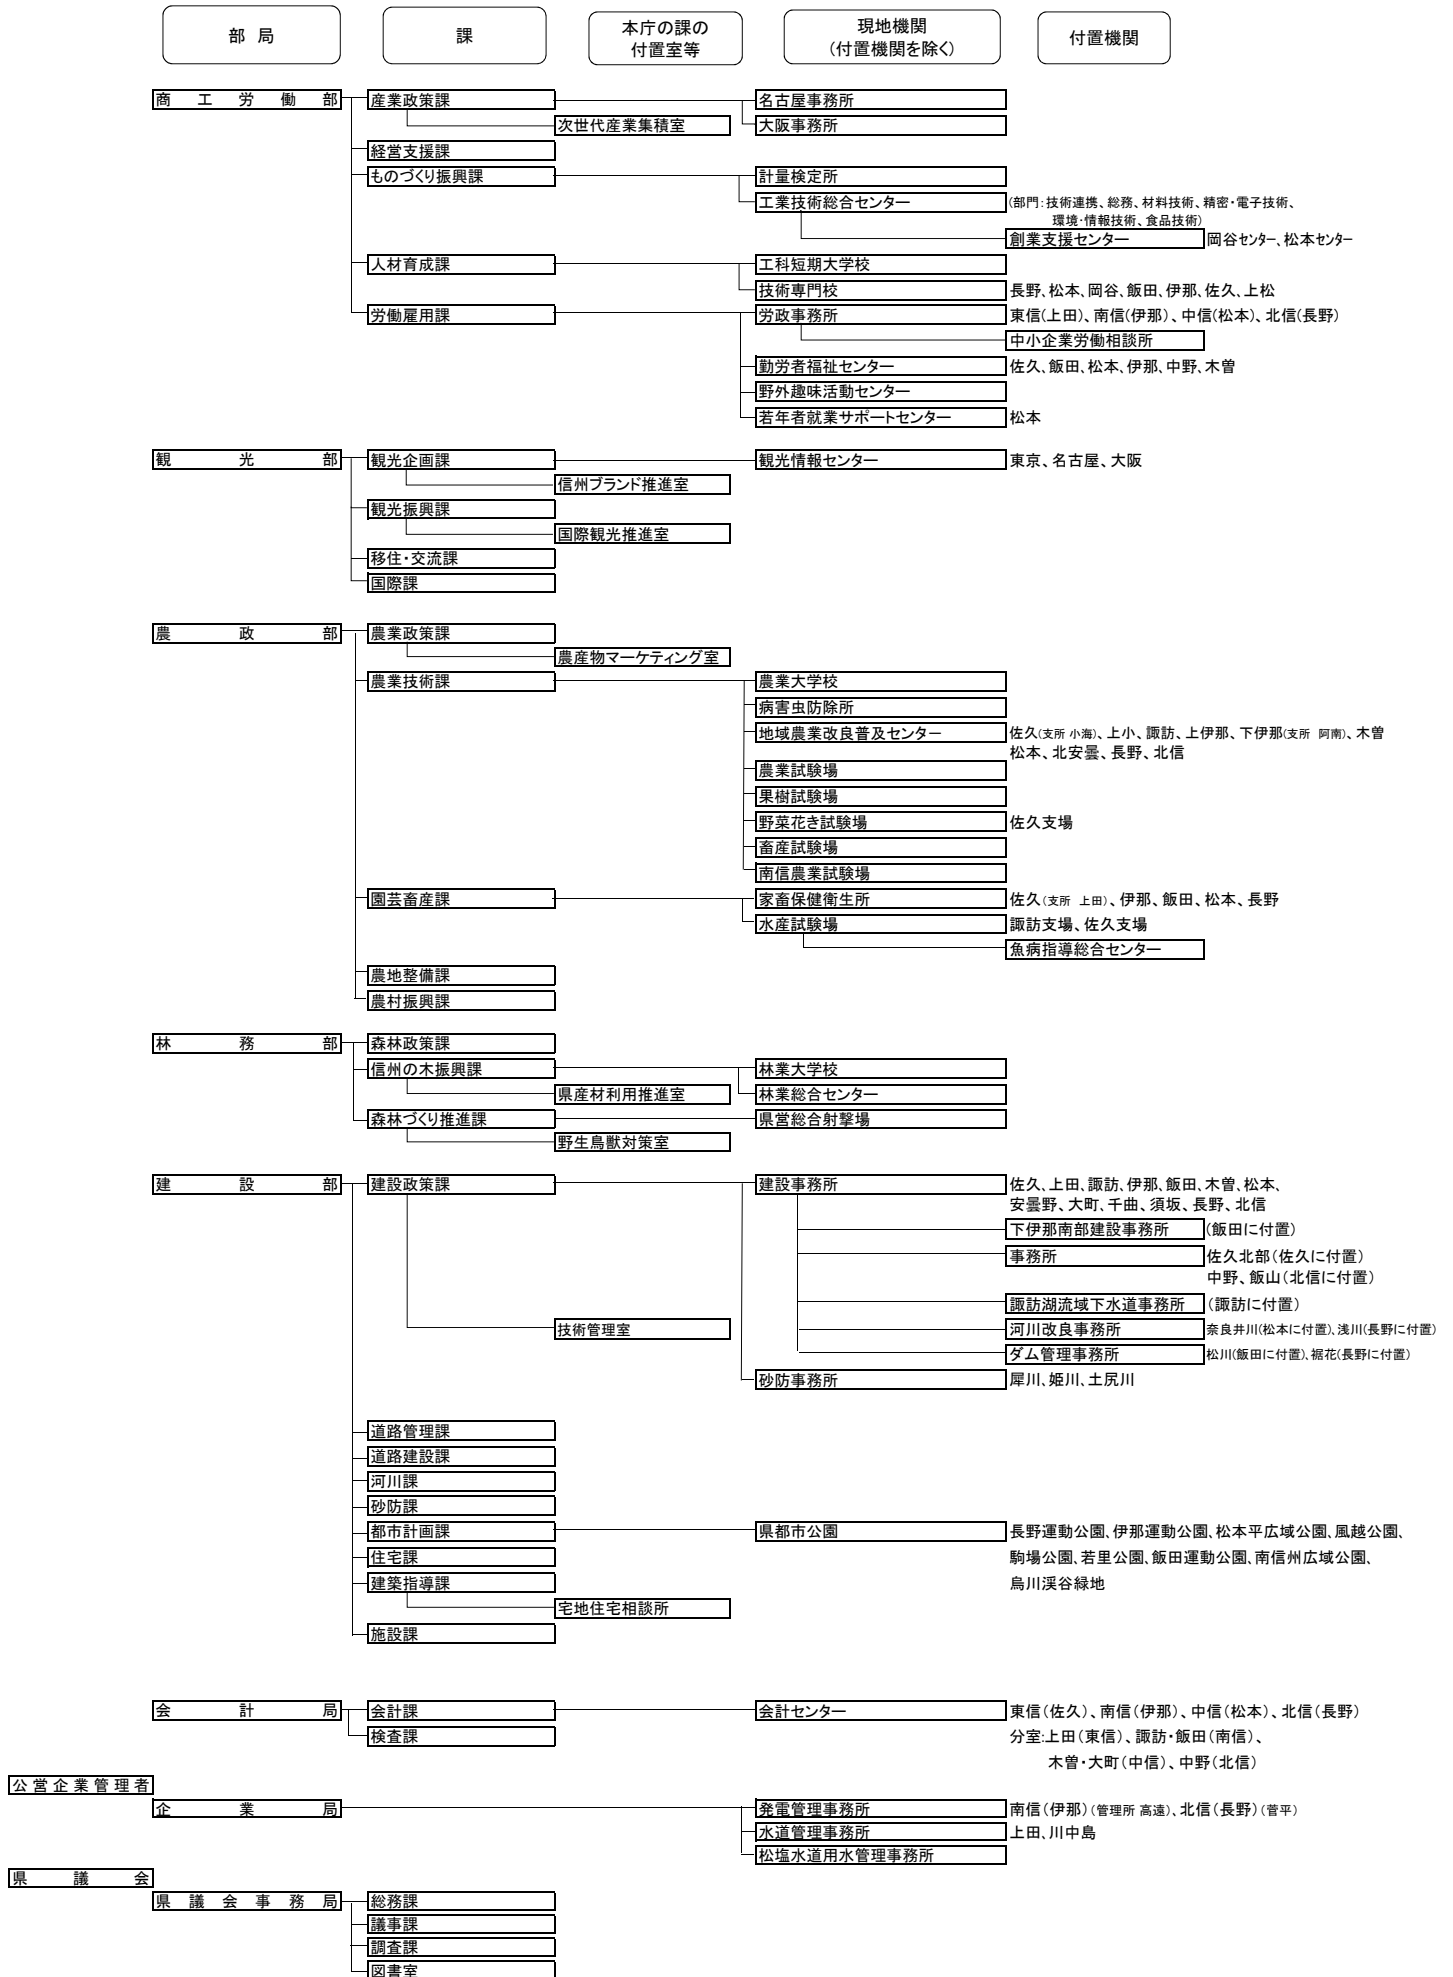 部 局
課
本庁の課の
付置室等
現地機関
(付置機関を除く)
付置機関
商工労働部
産業政策課
名古屋事務所
次世代産業集積室
大阪事務所
経営支援課
ものづくり振興課
計量検定所
工業技術総合センター
(部門:技術連携、総務、材料技術、精密・電子技術、
環境・情報技術、食品技術)
創業支援センター
岡谷センター、松本センター
人材育成課
工科短期大学校
技術専門校
長野、松本、岡谷、飯田、伊那、佐久、上松
労働雇用課
労政事務所
東信(上田)、南信(伊那)、中信(松本)、北信(長野)
中小企業労働相談所
勤労者福祉センター
佐久、飯田、松本、伊那、中野、木曽
野外趣味活動センター
若年者就業サポートセンター
松本
観光部
観光企画課
観光情報センター
東京、名古屋、大阪
信州ブランド推進室
観光振興課
国際観光推進室
移住・交流課
国際課
農政部
農業政策課
農産物マーケティング室
農業技術課
農業大学校
病害虫防除所
地域農業改良普及センター
佐久(支所 小海)、上小、諏訪、上伊那、下伊那(支所 阿南)、木曽
松本、北安曇、長野、北信
農業試験場
果樹試験場
野菜花き試験場
佐久支場
畜産試験場
南信農業試験場
園芸畜産課
家畜保健衛生所
佐久(支所 上田)、伊那、飯田、松本、長野
水産試験場
諏訪支場、佐久支場
魚病指導総合センター
農地整備課
農村振興課
林務部
森林政策課
信州の木振興課
林業大学校
県産材利用推進室
林業総合センター
森林づくり推進課
県営総合射撃場
野生鳥獣対策室
建設部
建設政策課
建設事務所
佐久、上田、諏訪、伊那、飯田、木曽、松本、
安曇野、大町、千曲、須坂、長野、北信
下伊那南部建設事務所
(飯田に付置)
事務所
佐久北部(佐久に付置)
中野、飯山(北信に付置)
諏訪湖流域下水道事務所
(諏訪に付置)
技術管理室
河川改良事務所
奈良井川(松本に付置)、浅川(長野に付置)
ダム管理事務所
松川(飯田に付置)、裾花(長野に付置)
砂防事務所
犀川、姫川、土尻川
道路管理課
道路建設課
河川課
砂防課
都市計画課
県都市公園
長野運動公園、伊那運動公園、松本平広域公園、風越公園、
駒場公園、若里公園、飯田運動公園、南信州広域公園、
烏川渓谷緑地
住宅課
建築指導課
宅地住宅相談所
施設課
会計局
会計課
会計センター
東信(佐久)、南信(伊那)、中信(松本)、北信(長野)
検査課
分室:上田(東信)、諏訪・飯田(南信)、
木曽・大町(中信)、中野(北信)
公営企業管理者
企業局
発電管理事務所
南信(伊那)(管理所 高遠)、北信(長野)(菅平)
水道管理事務所
上田、川中島
松塩水道用水管理事務所
県議会
県議会事務局
総務課
議事課
調査課
図書室